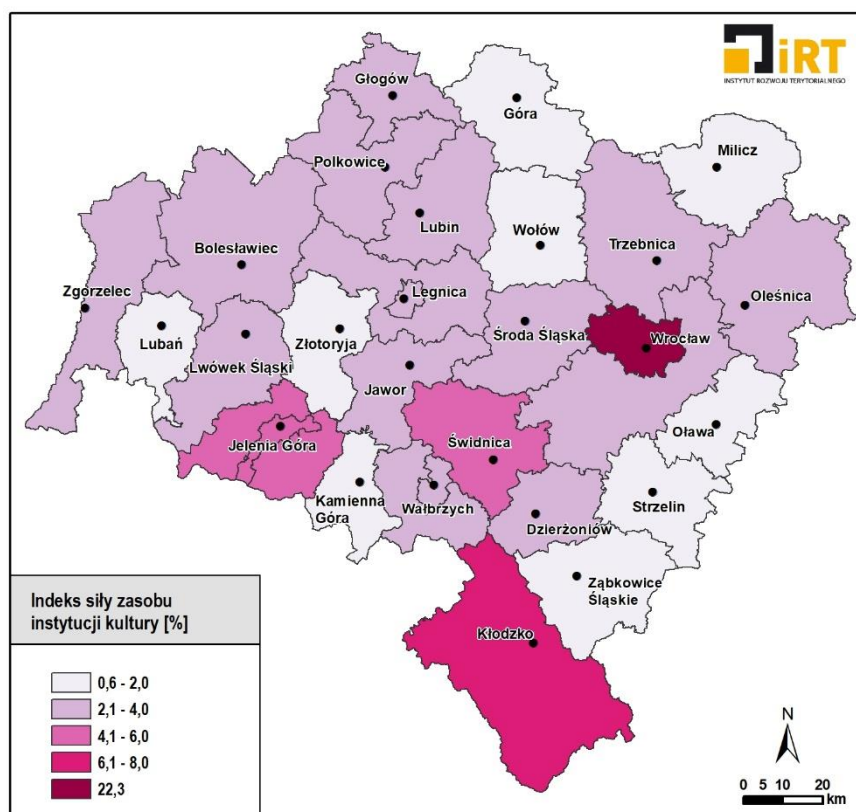 iRT
INSTYTUT ROZWOJU TERYTORIALNEGO
Głogów
Góra
Milicz
Polkowice
Lubin
Wołów
Trzebnica
Bolesławiec
Zgorzelec
Legnica
Oleśnica
Lubań
Złotoryja
Środa Śląska
Wrocław
Lwówek Śląski
Jawor
Oława
Jelenia Góra
Świdnica
Kamienna
Góra
Wałbrzych
Strzelin
Dzierżoniów
Ząbkowice
Śląskie
Kłodzko
Indeks siły zasobu
instytucji kultury [%]
0,6 - 2,0
2,1 - 4,0
4,1 - 6,0
6,1 - 8,0
22,3
N
0 5 10 20
km